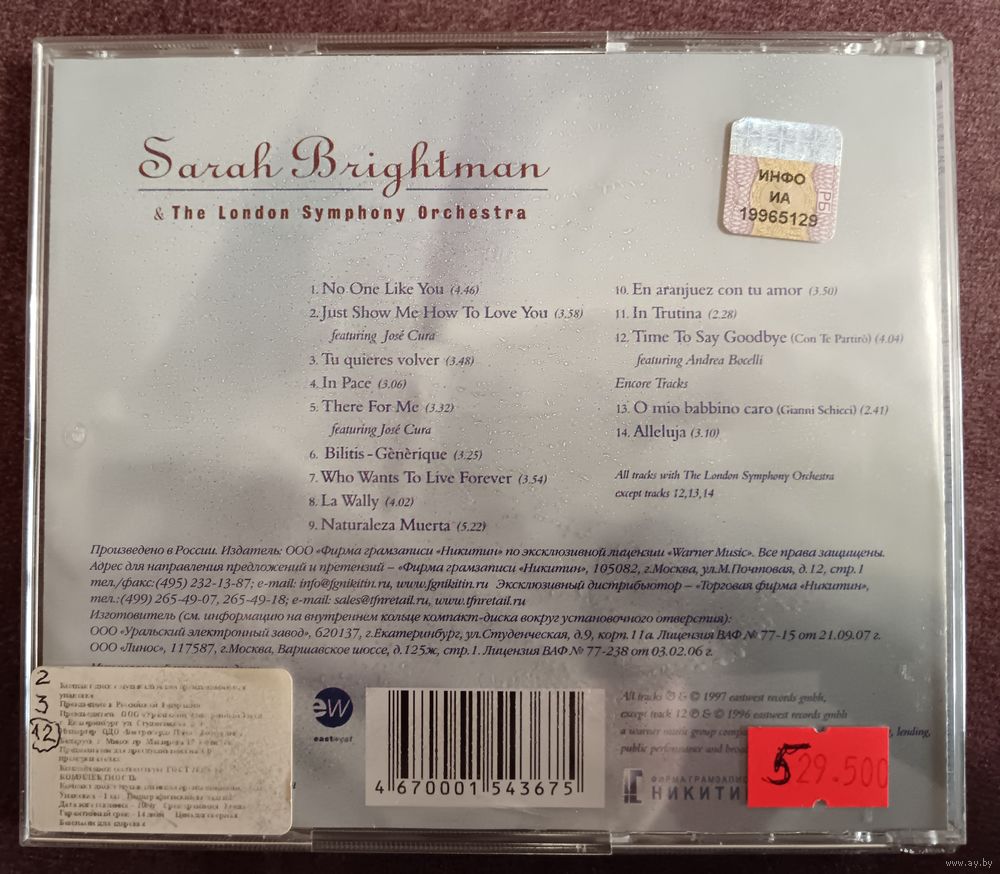 Sarah Brightman
& The London Symphony Orchestra
ИНФО
ИА
19965129
РБ
1. No One Like You (4.46)
2. Just Show Me How To Love You (3.58)
featuring José Cura
3. Tu quieres volver (3.48)
4. In Pace (3.06)
5. There For Me (3.32)
featuring José Cura
6. Bilitis - Gènèrique (3.25)
7. Who Wants To Live Forever (3.54)
8. La Wally (4.02)
9. Naturaleza Muerta (5.22)
10. En aranjuez con tu amor (3.50)
11. In Trutina (2.28)
12. Time To Say Goodbye (Con Te Partirò) (4.04)
featuring Andrea Bocelli
Encore Tracks
13. O mio babbino caro (Gianni Schicci) (2.41)
14. Alleluja (3.10)
All tracks with The London Symphony Orchestra
except tracks 12,13,14
Произведено в России. Издатель: ООО «Фирма грамзаписи «Никитин» по эксклюзивной лицензии «Warner Music». Все права защищены.
Адрес для направления предложений и претензий – «Фирма грамзаписи «Никитин», 105082, г.Москва, ул.М.Почтовая, д.12, стр.1
тел./факс:(495) 232-13-87; e-mail: info@fgnikitin.ru, www.fgnikitin.ru Эксклюзивный дистрибьютор – «Торговая фирма «Никитин»,
тел.:(499) 265-49-07, 265-49-18; e-mail: sales@tfnretail.ru, www.tfnretail.ru
Изготовитель (см. информацию на внутреннем кольце компакт-диска вокруг установочного отверстия):
ООО «Уральский электронный завод», 620137, г.Екатеринбург, ул.Студенческая, д.9, корт.11а. Лицензия ВАФ № 77-15 от 21.09.07 г.
ООО «Линос», 117587, г.Москва, Варшавское шоссе, д.125ж, стр.1. Лицензия ВАФ № 77-238 от 03.02.06 г.
2
3
12
упаковке
КОМПЛЕКТНОСТЬ
ew
eastwest
4 670001 543675
All tracks ℗ & © 1997 eastwest records gmbh,
except track 12 ℗ & © 1996 eastwest records gmbh
a warner music group lending,
public performance and
ФИРМА ГРАМЗАПИС
НИКИТИ
5 29.500
www.ay.by